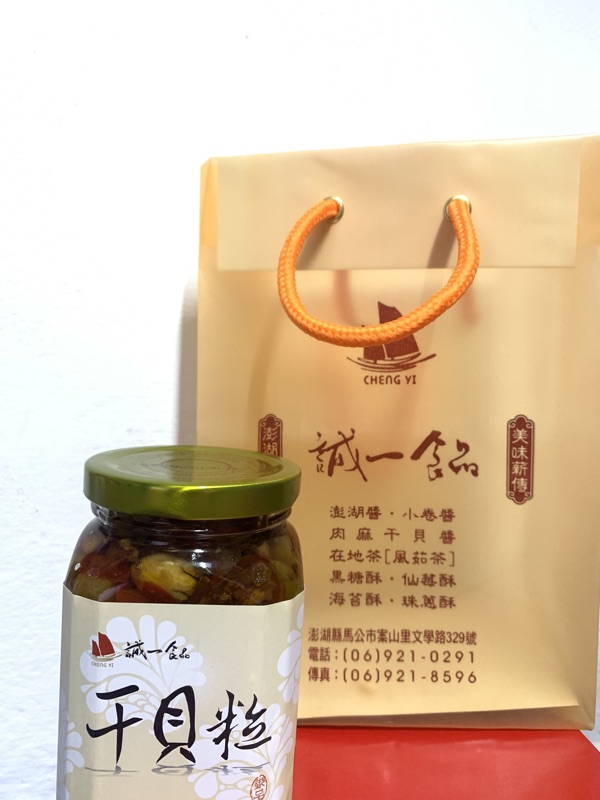 CHENG YI
澎湖
美味薪傳
誠一食品
澎湖醬・小卷醬
肉麻干貝醬
在地茶[風茹茶]
黑糖酥・仙葚酥
海苔酥・珠蔥酥
澎湖縣馬公市案山里文學路329號
電話:(06)921-0291
傳真:(06)921-8596
CHENG YI
誠一食品
干貝粒